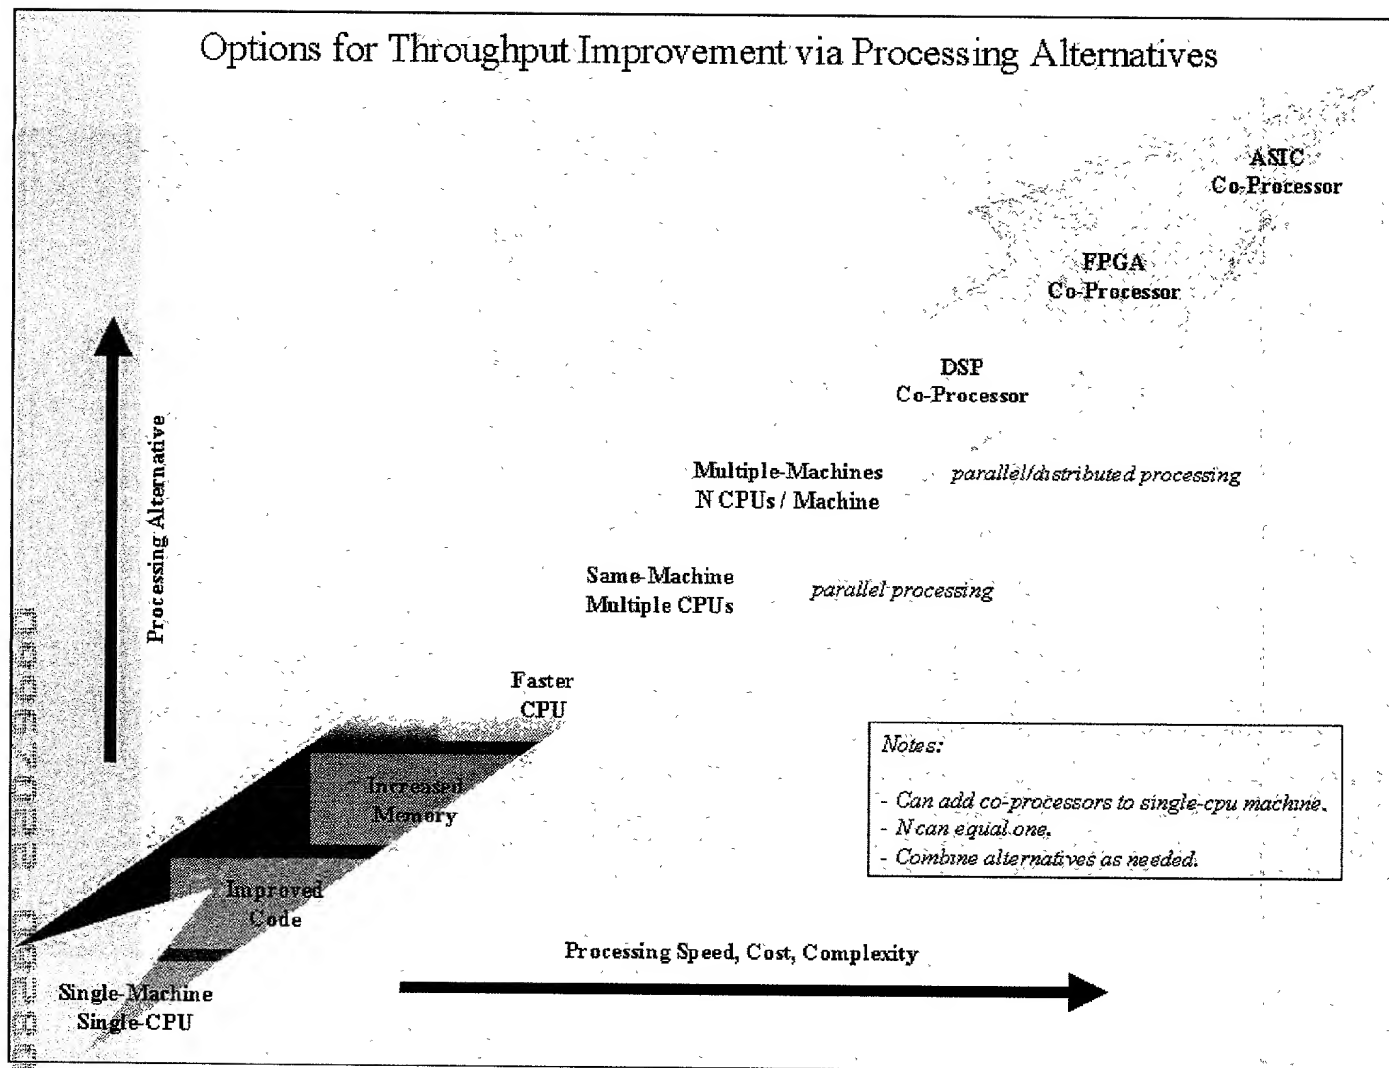 Options for Throughput Improvement via Processing Alternatives
ASIC
Co-Processor
FPGA
Co-Processor
DSP
Co-Processor
Multiple-Machines
N CPUs / Machine
parallel/distributed processing
Same-Machine
Multiple CPUs
parallel processing
Faster
CPU
Increased
Memory
Improved
Code
Single-Machine
Single-CPU
Processing Alternative
Processing Speed, Cost, Complexity
Notes:
- Can add co-processors to single-cpu machine.
- N can equal one.
- Combine alternatives as needed.